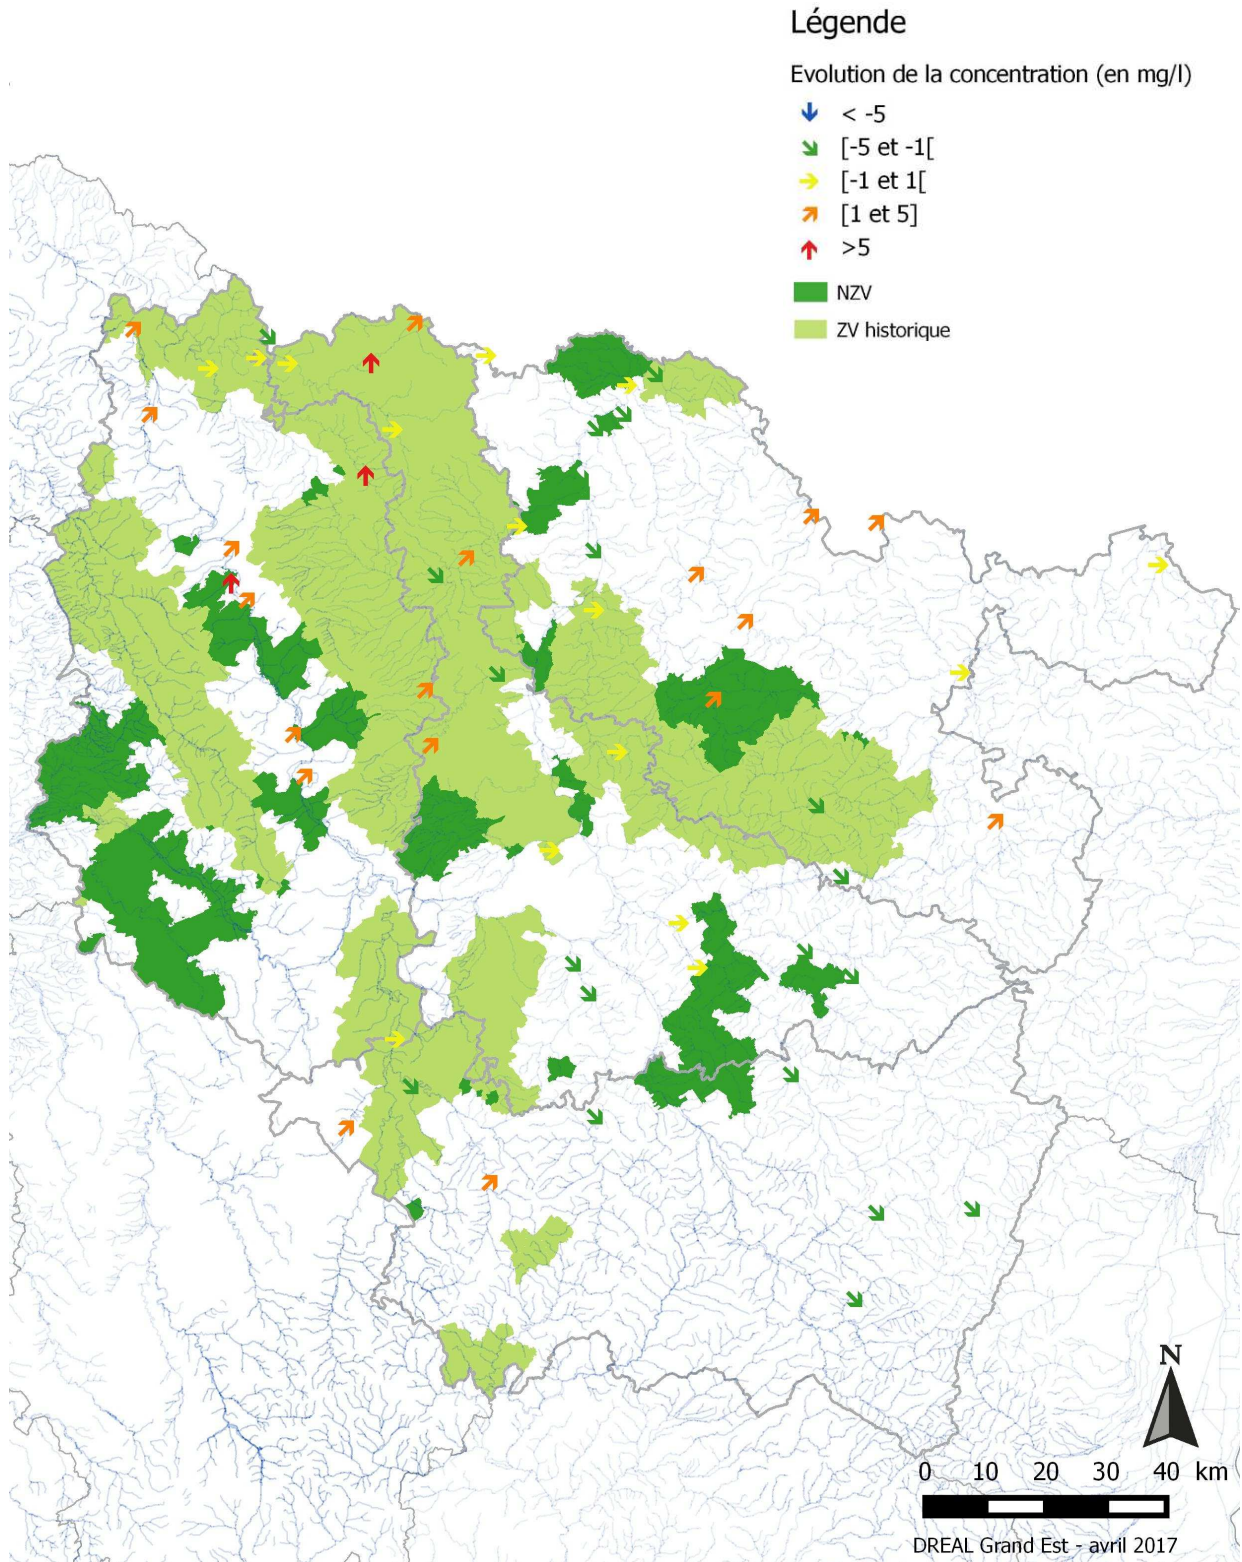 Légende
Evolution de la concentration (en mg/l)
< -5
[-5 et -1[
[-1 et 1[
[1 et 5]
>5
NZV
ZV historique
N
0 10 20 30 40 km
DREAL Grand Est - avril 2017